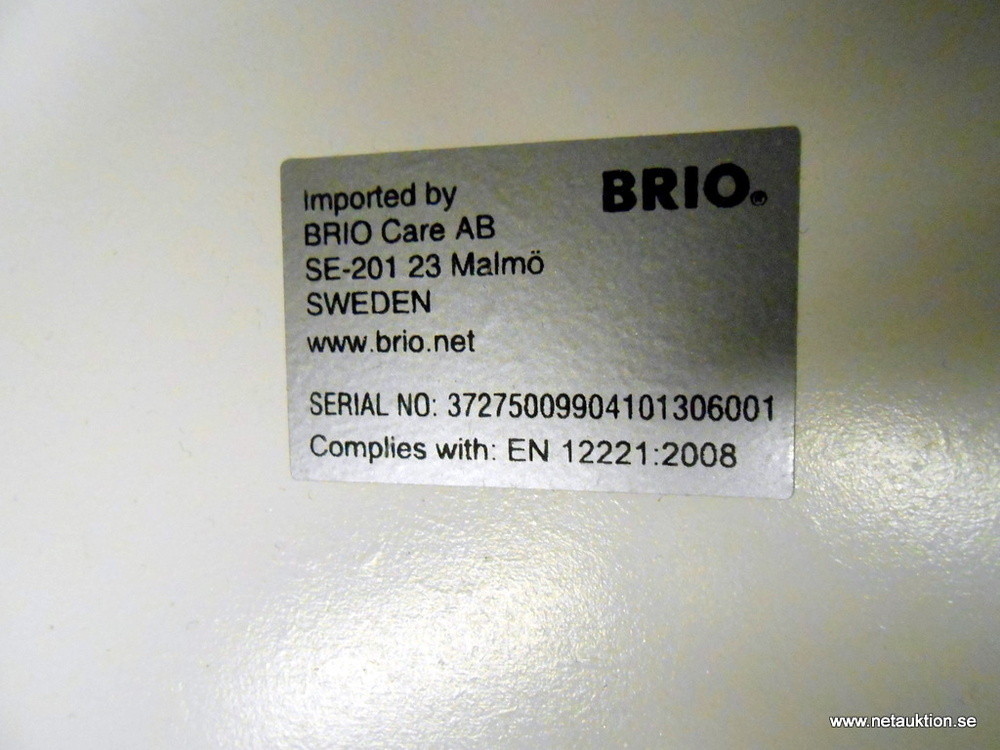 BRIO®
Imported by
BRIO Care AB
SE-201 23 Malmö
SWEDEN
www.brio.net
SERIAL NO: 37275009904101306001
Complies with: EN 12221:2008
www.netauktion.se